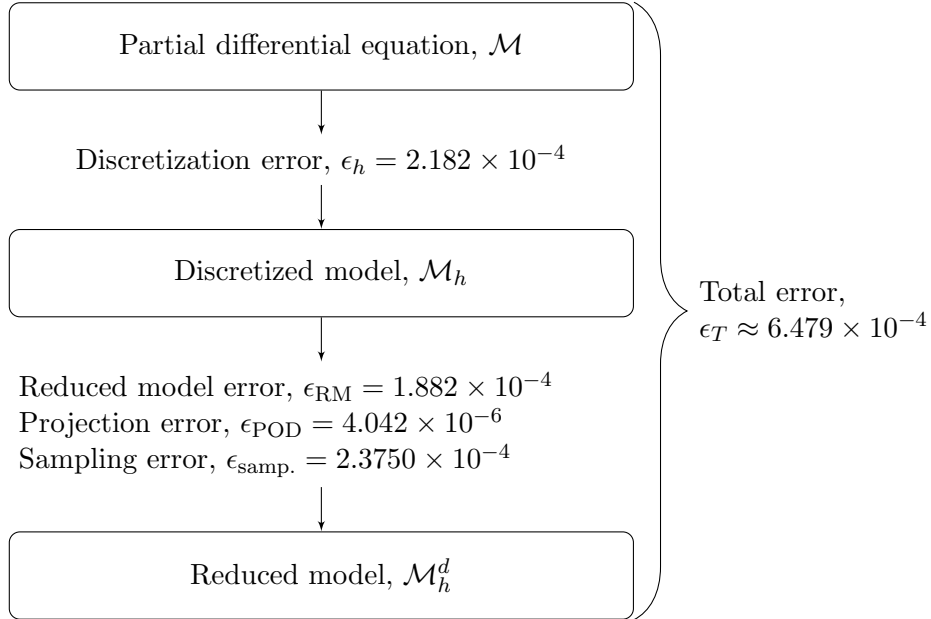 Partial differential equation, ℳ
Discretization error, ϵ_h = 2.182 × 10⁻⁴
Discretized model, ℳ_h
Total error,
ϵ_T ≈ 6.479 × 10⁻⁴
Reduced model error, ϵ_RM = 1.882 × 10⁻⁴
Projection error, ϵ_POD = 4.042 × 10⁻⁶
Sampling error, ϵ_samp. = 2.3750 × 10⁻⁴
Reduced model, ℳ_h^d